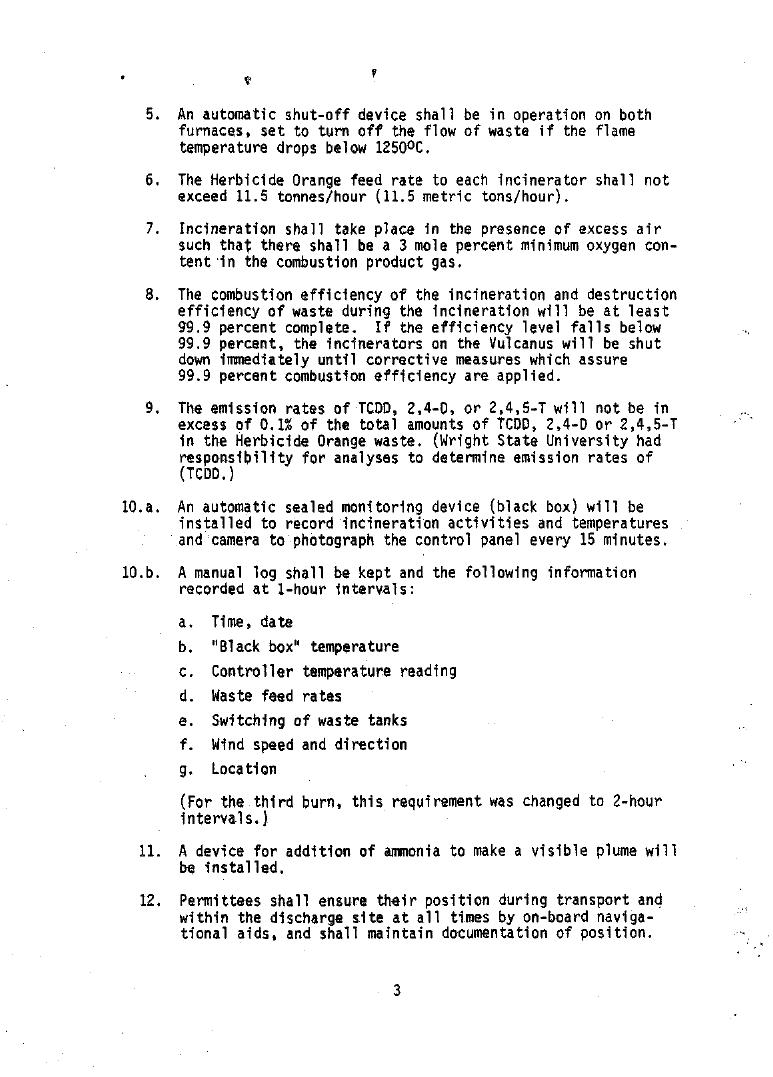 5. An automatic shut-off device shall be in operation on both
furnaces, set to turn off the flow of waste if the flame
temperature drops below 1250ºC.
6. The Herbicide Orange feed rate to each incinerator shall not
exceed 11.5 tonnes/hour (11.5 metric tons/hour).
7. Incineration shall take place in the presence of excess air
such that there shall be a 3 mole percent minimum oxygen con-
tent in the combustion product gas.
8. The combustion efficiency of the incineration and destruction
efficiency of waste during the incineration will be at least
99.9 percent complete. If the efficiency level falls below
99.9 percent, the incinerators on the Vulcanus will be shut
down immediately until corrective measures which assure
99.9 percent combustion efficiency are applied.
9. The emission rates of TCDD, 2,4-D, or 2,4,5-T will not be in
excess of 0.1% of the total amounts of TCDD, 2,4-D or 2,4,5-T
in the Herbicide Orange waste. (Wright State University had
responsibility for analyses to determine emission rates of
(TCDD.)
10.a. An automatic sealed monitoring device (black box) will be
installed to record incineration activities and temperatures
and camera to photograph the control panel every 15 minutes.
10.b. A manual log shall be kept and the following information
recorded at 1-hour intervals:
a. Time, date
b. "Black box" temperature
c. Controller temperature reading
d. Waste feed rates
e. Switching of waste tanks
f. Wind speed and direction
g. Location
(For the third burn, this requirement was changed to 2-hour
intervals.)
11. A device for addition of ammonia to make a visible plume will
be installed.
12. Permittees shall ensure their position during transport and
within the discharge site at all times by on-board naviga-
tional aids, and shall maintain documentation of position.
3